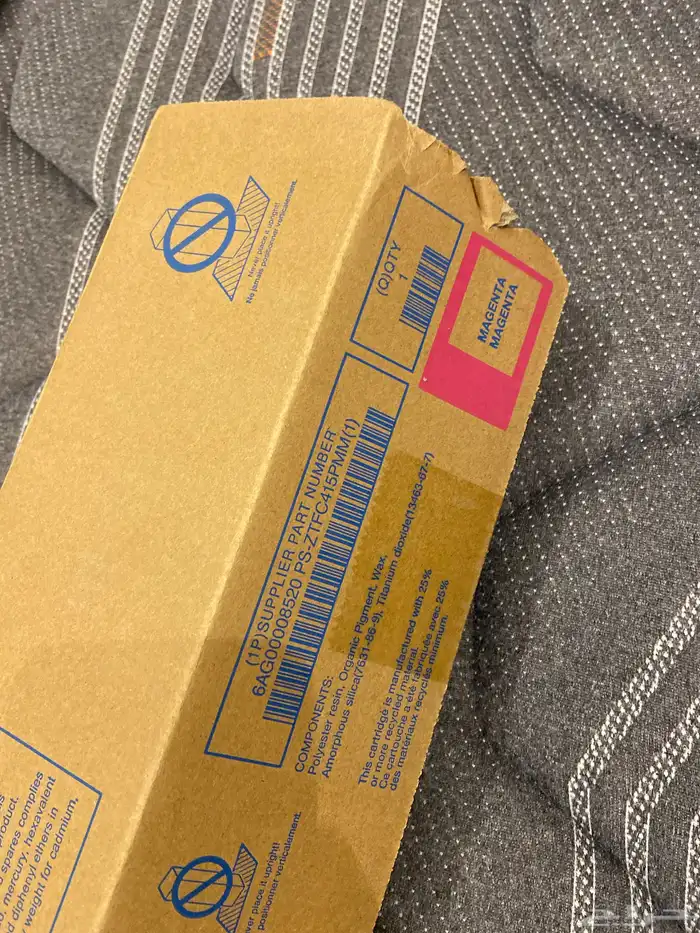 Never place it upright!
Ne jamais positionner verticalement.
(Q)QTY
1
MAGENTA
MAGENTA
(1P)SUPPLIER PART NUMBER
6AG00008520 PS-ZTFC415PMM(1)
COMPONENTS:
Polyester resin, Organic Pigment, Wax,
Amorphous silica(7631-86-9), Titanium dioxide(13463-67-7)
This cartridge is manufactured with 25%
or more recycled material.
Ce cartouche a été fabriquée avec 25%
des matériaux recyclés minimum.
product.
spares complies
mercury, hexavalent
diphenyl ethers in
weight for cadmium.
place it upright!
positionner verticalement.